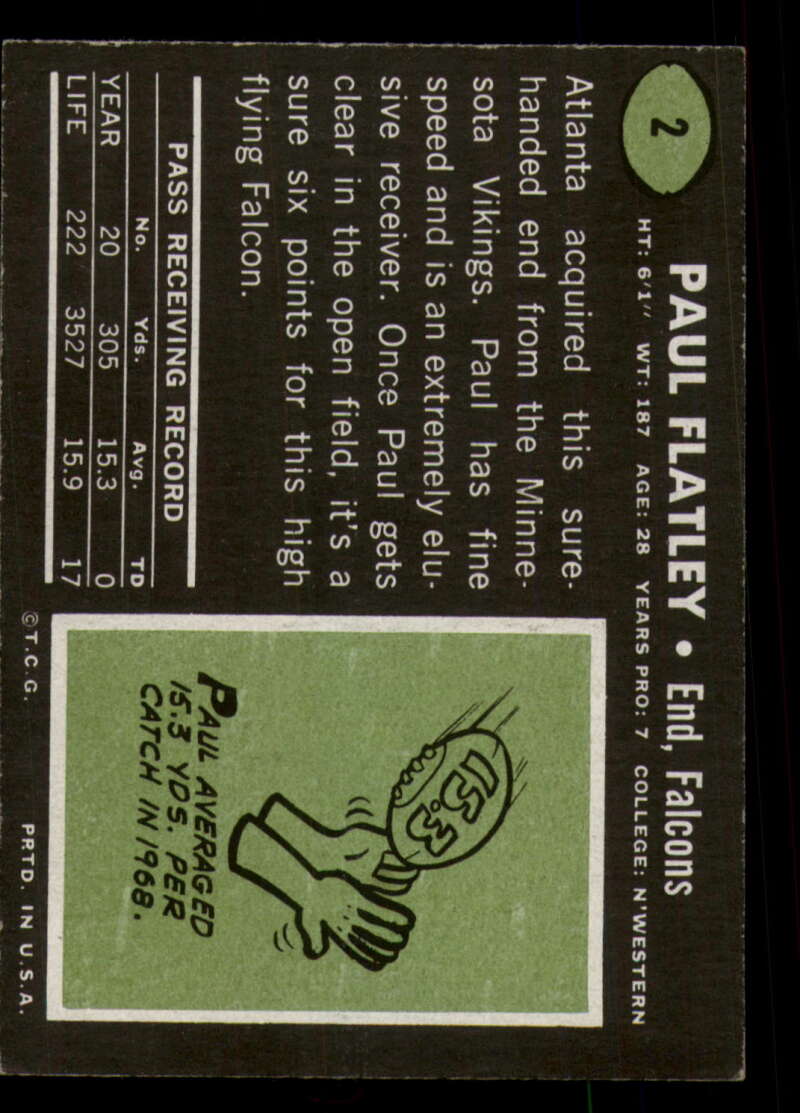 2
PAUL FLATLEY • End, Falcons
HT: 6'1" WT: 187 AGE: 28 YEARS PRO: 7 COLLEGE: N'WESTERN
Atlanta acquired this sure-
handed end from the Minne-
sota Vikings. Paul has fine
speed and is an extremely elu-
sive receiver. Once Paul gets
clear in the open field, it's a
sure six points for this high
flying Falcon.
PASS RECEIVING RECORD
No. Yds. Avg. TD
YEAR 20 305 15.3 0
LIFE 222 3527 15.9 17
15.3
PAUL AVERAGED
15.3 YDS. PER
CATCH IN 1968.
©T.C.G. PRTD. IN U.S.A.